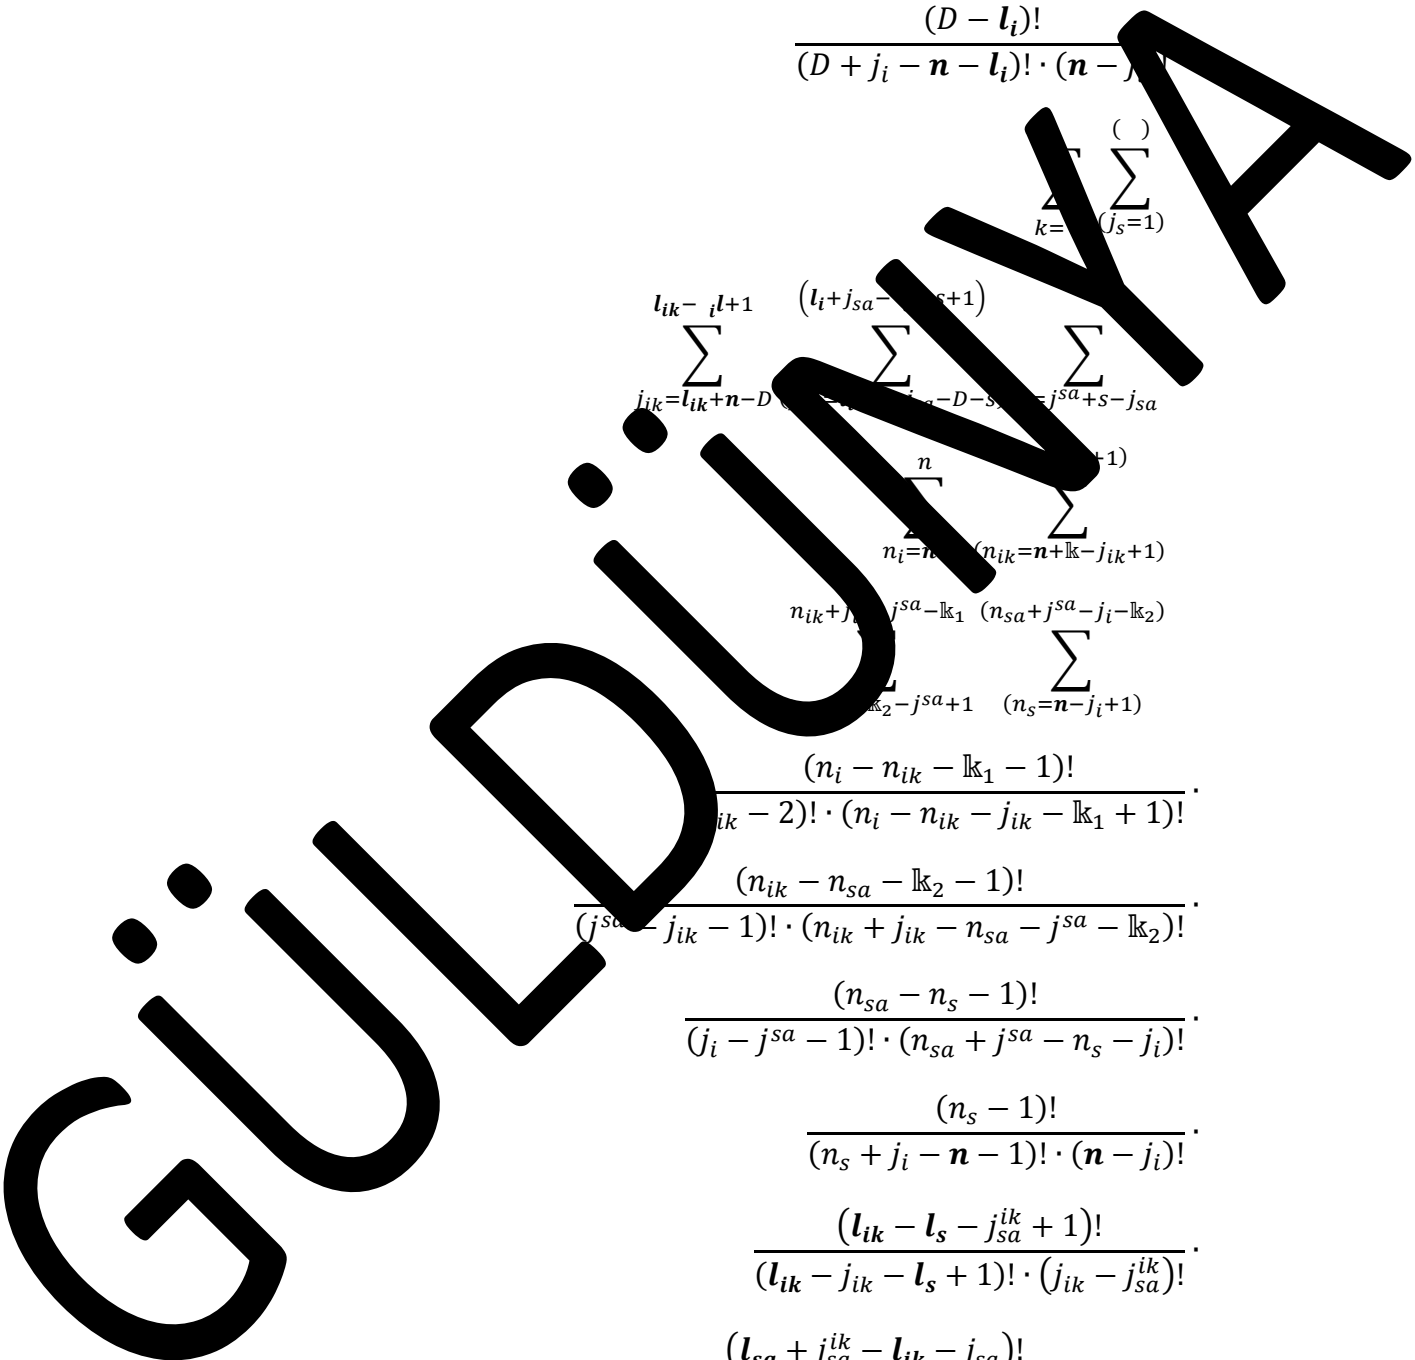 (D − l_i)!
(D + j_i − n − l_i)! · (n − j
( )
∑ ∑
k= (j_s=1)
l_ik− _i l+1 (l_i+j_sa− s+1)
∑ ∑ ∑
j_ik=l_ik+n−D −D−s =j^sa+s−j_sa
n +1)
∑ ∑
n_i=n (n_ik=n+𝕜−j_ik+1)
n_ik+j j^sa−𝕜_1 (n_sa+j^sa−j_i−𝕜_2)
∑ ∑
𝕜_2−j^sa+1 (n_s=n−j_i+1)
(n_i − n_ik − 𝕜_1 − 1)!
ik − 2)! · (n_i − n_ik − j_ik − 𝕜_1 + 1)! ·
(n_ik − n_sa − 𝕜_2 − 1)!
(j^sa − j_ik − 1)! · (n_ik + j_ik − n_sa − j^sa − 𝕜_2)! ·
(n_sa − n_s − 1)!
(j_i − j^sa − 1)! · (n_sa + j^sa − n_s − j_i)! ·
(n_s − 1)!
(n_s + j_i − n − 1)! · (n − j_i)! ·
(l_ik − l_s − j_sa^ik + 1)!
(l_ik − j_ik − l_s + 1)! · (j_ik − j_sa^ik)! ·
(l_sa + j_sa^ik − l_ik − j_sa)!
GÜLDÜNYA